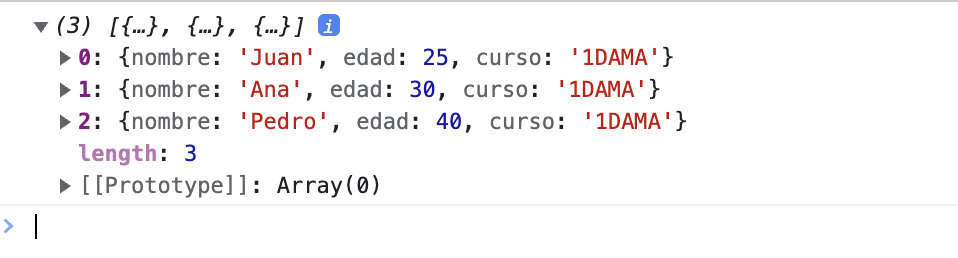 (3) [{…}, {…}, {…}] i
0: {nombre: 'Juan', edad: 25, curso: '1DAMA'}
1: {nombre: 'Ana', edad: 30, curso: '1DAMA'}
2: {nombre: 'Pedro', edad: 40, curso: '1DAMA'}
length: 3
[[Prototype]]: Array(0)